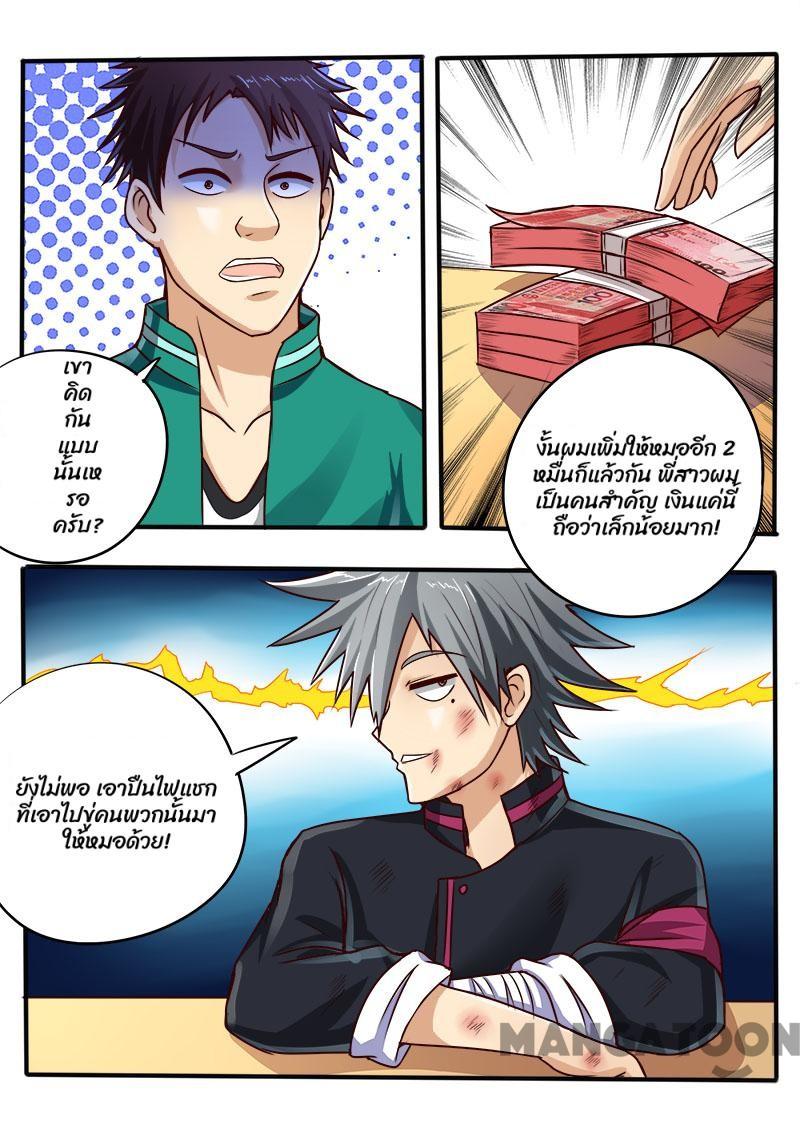 เขา
คิด
กัน
แบบ
นั้นเห
รอ
ครับ?
งั้นผมเพิ่มให้หมออีก 2
หมื่นก็แล้วกัน พี่สาวผม
เป็นคนสำคัญ เงินแค่นี้
ถือว่าเล็กน้อยมาก!
ยังไม่พอ เอาปืนไฟแชก
ที่เอาไปขู่คนพวกนั้นมา
ให้หมอด้วย!
MANGATOON